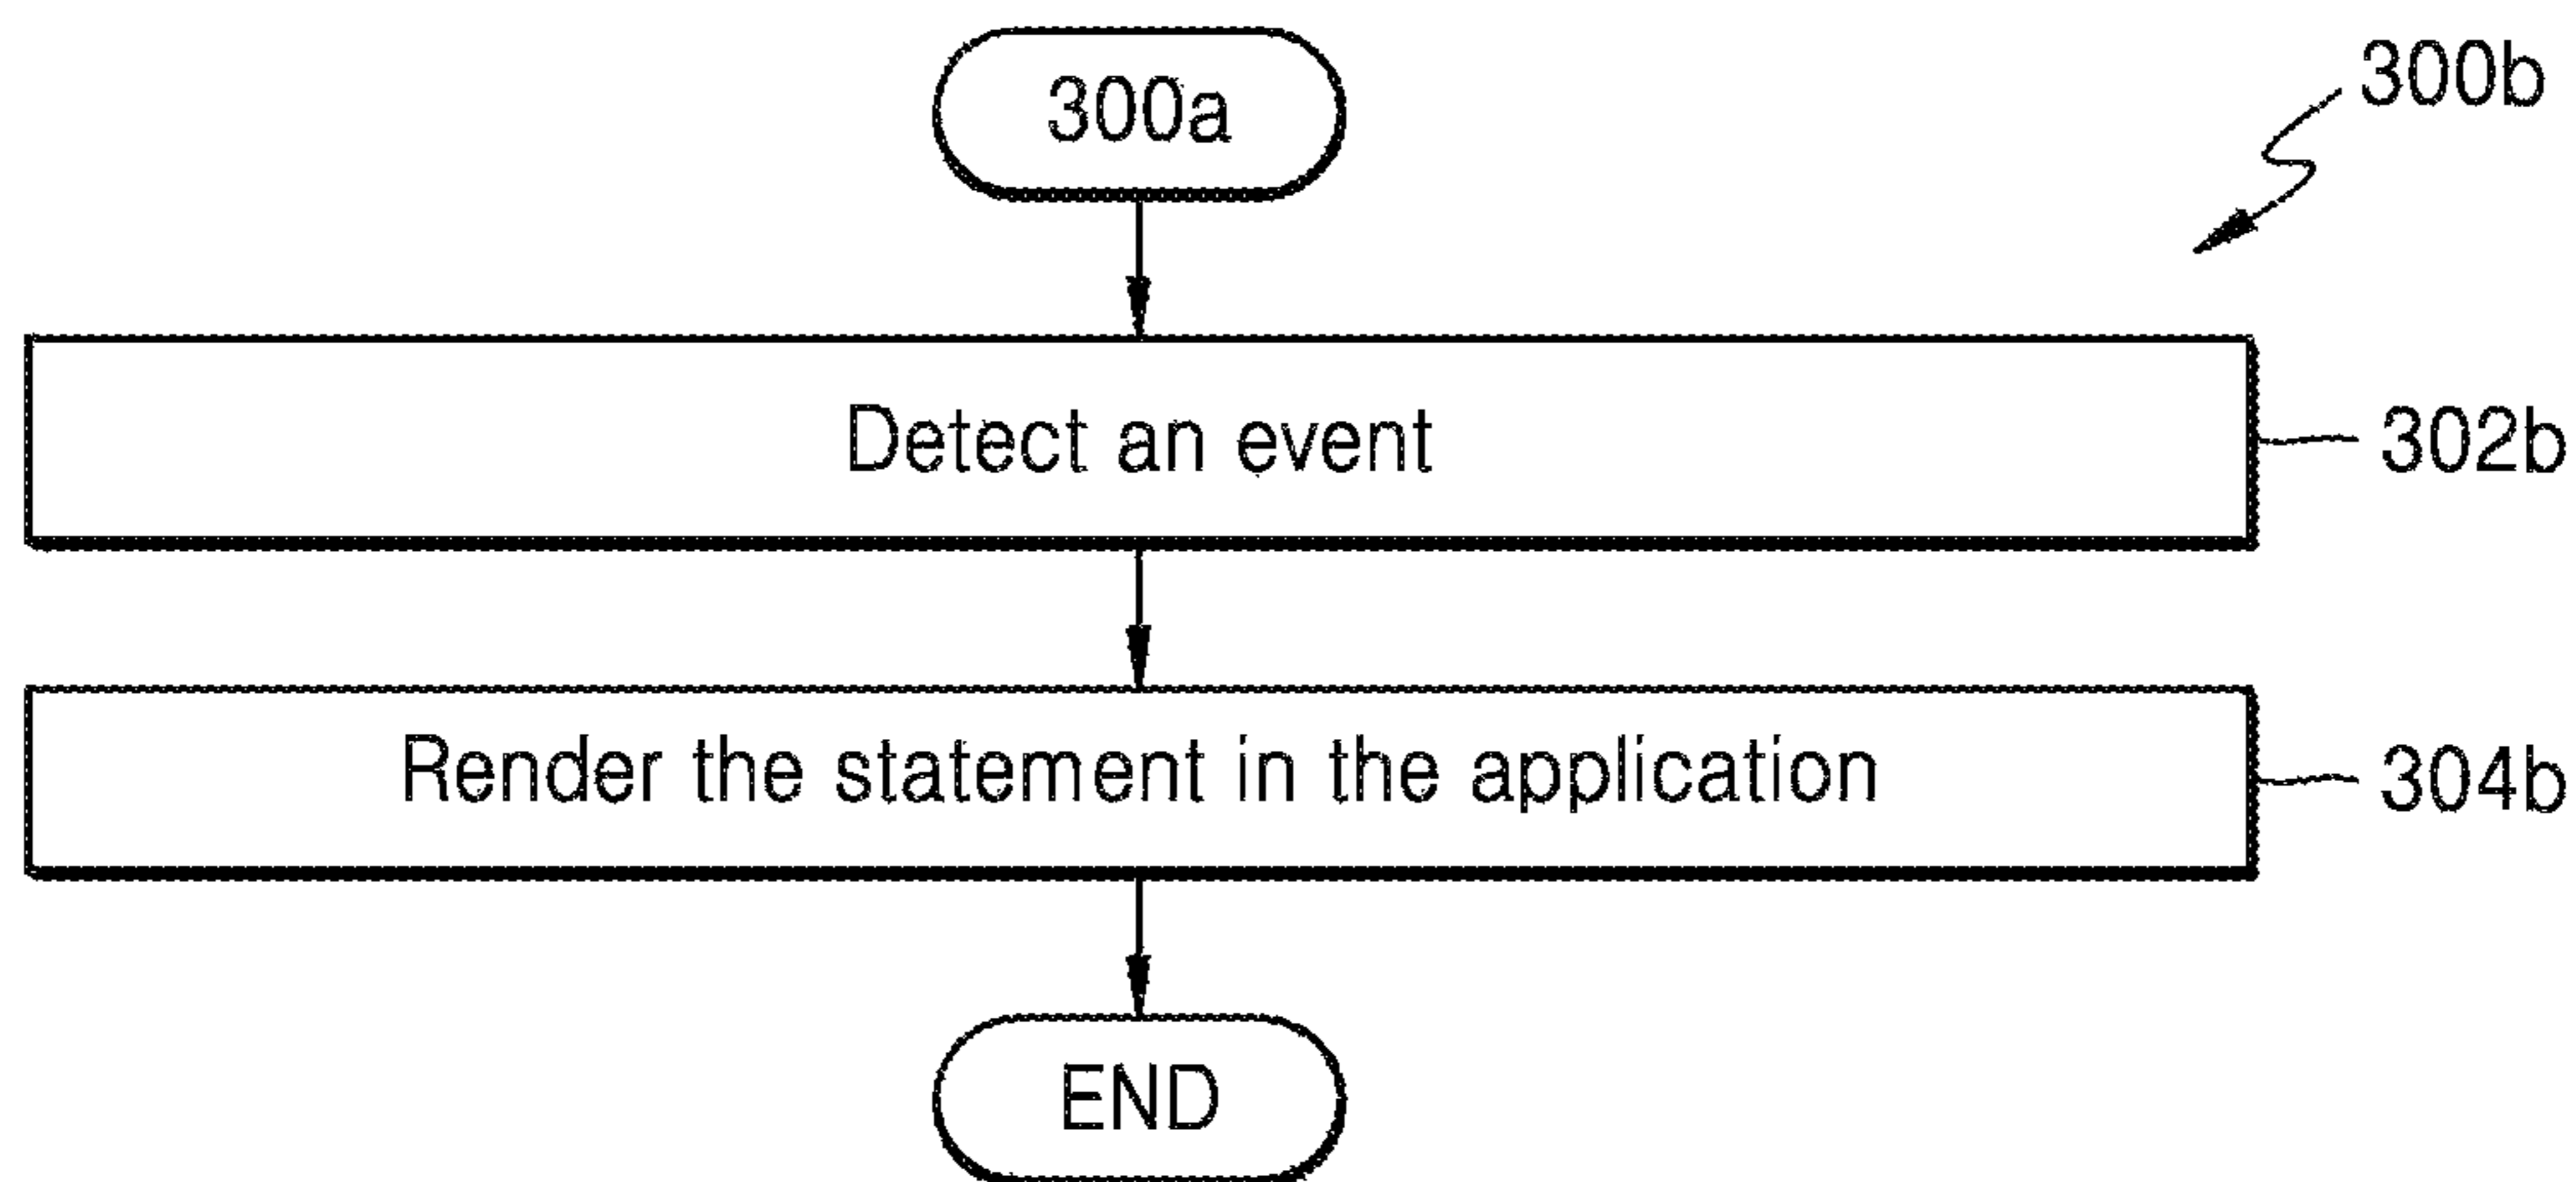 300a
300b
Detect an event
302b
Render the statement in the application
304b
END